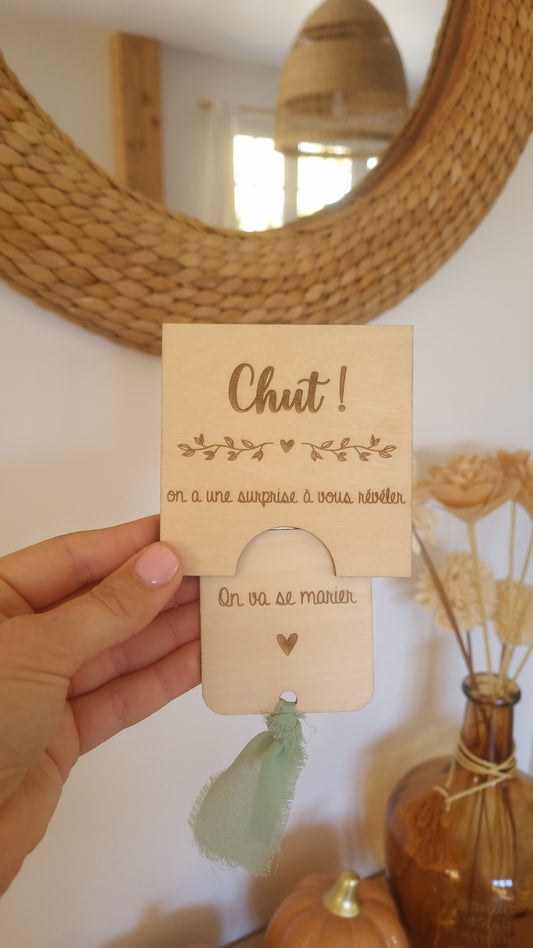 Chut !
on a une surprise à vous révéler
On va se marier